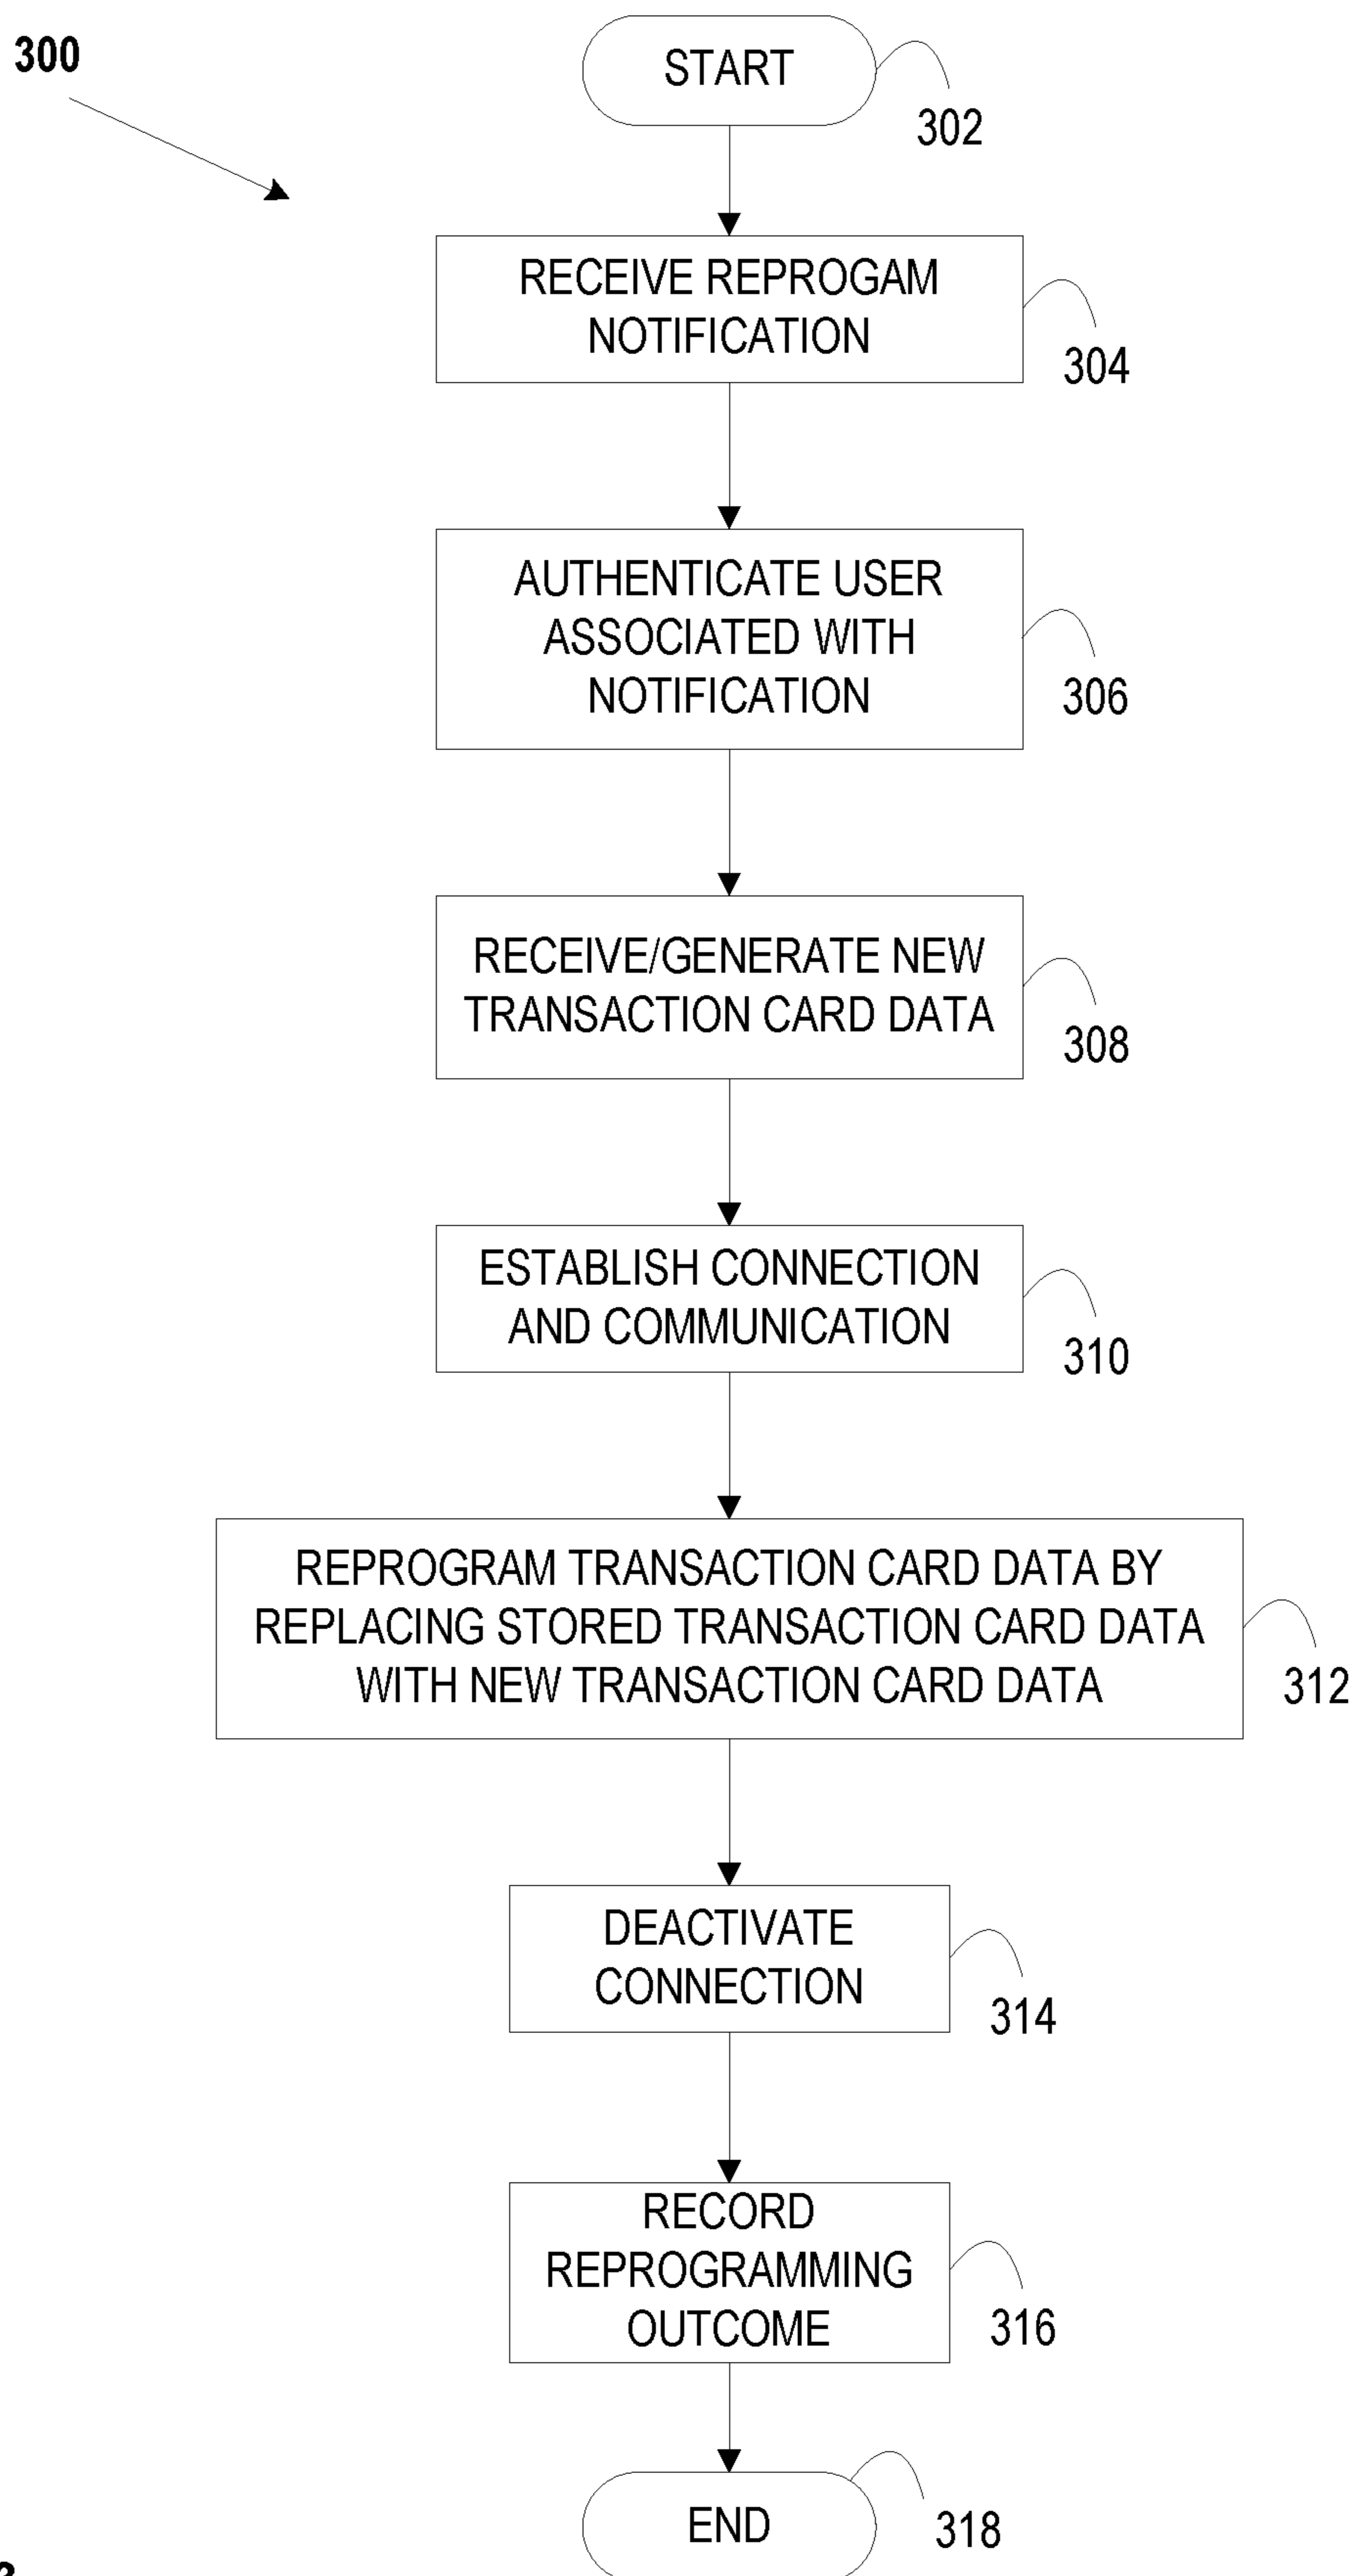 300
START
302
RECEIVE REPROGAM
NOTIFICATION
304
AUTHENTICATE USER
ASSOCIATED WITH
NOTIFICATION
306
RECEIVE/GENERATE NEW
TRANSACTION CARD DATA
308
ESTABLISH CONNECTION
AND COMMUNICATION
310
REPROGRAM TRANSACTION CARD DATA BY
REPLACING STORED TRANSACTION CARD DATA
WITH NEW TRANSACTION CARD DATA
312
DEACTIVATE
CONNECTION
314
RECORD
REPROGRAMMING
OUTCOME
316
END
318